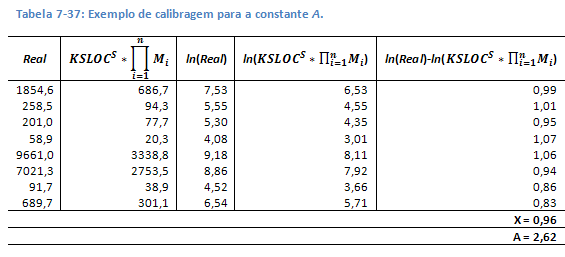 Tabela 7-37: Exemplo de calibragem para a constante A.
Real KSLOC^S * ∏_{i=1}^{n} M_i ln(Real) ln(KSLOC^S * ∏_{i=1}^{n} M_i) ln(Real)-ln(KSLOC^S * ∏_{i=1}^{n} M_i)
1854,6 686,7 7,53 6,53 0,99
258,5 94,3 5,55 4,55 1,01
201,0 77,7 5,30 4,35 0,95
58,9 20,3 4,08 3,01 1,07
9661,0 3338,8 9,18 8,11 1,06
7021,3 2753,5 8,86 7,92 0,94
91,7 38,9 4,52 3,66 0,86
689,7 301,1 6,54 5,71 0,83
X = 0,96
A = 2,62